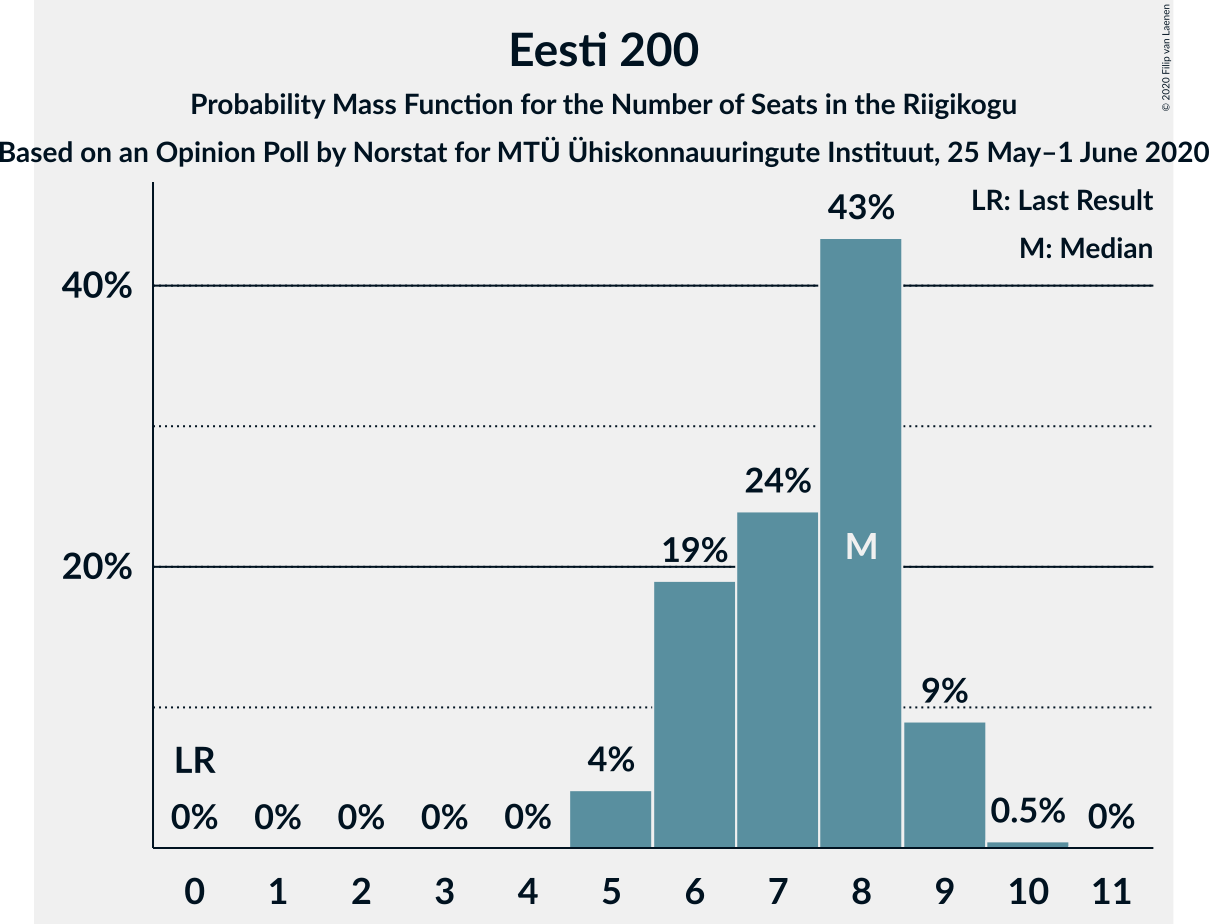 Eesti 200
Probability Mass Function for the Number of Seats in the Riigikogu
Based on an Opinion Poll by Norstat for MTÜ Ühiskonnauuringute Instituut, 25 May–1 June 2020
© 2020 Filip van Laenen
LR: Last Result
M: Median
43%
40%
24%
19%
M
20%
9%
LR
4%
0% 0% 0% 0% 0% 0.5% 0%
0 1 2 3 4 5 6 7 8 9 10 11